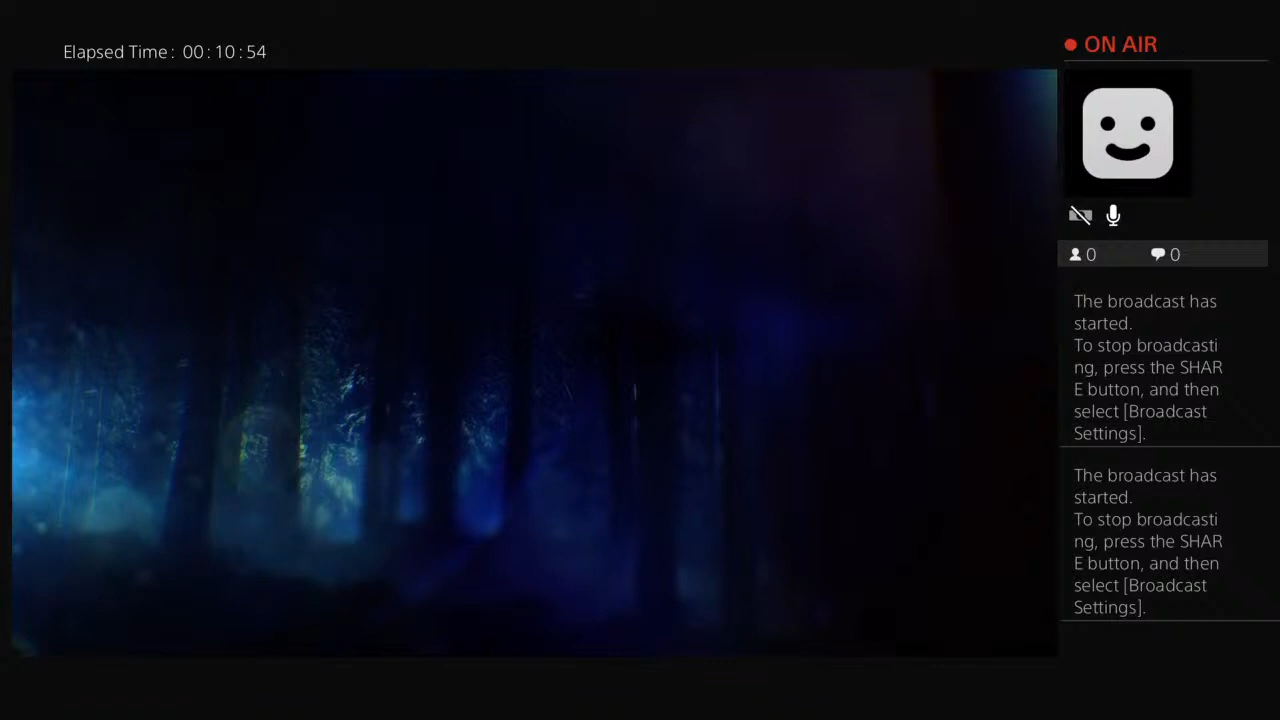 Elapsed Time: 00:10:54
ON AIR
0 0
The broadcast has
started.
To stop broadcasti
ng, press the SHAR
E button, and then
select [Broadcast
Settings].
The broadcast has
started.
To stop broadcasti
ng, press the SHAR
E button, and then
select [Broadcast
Settings].